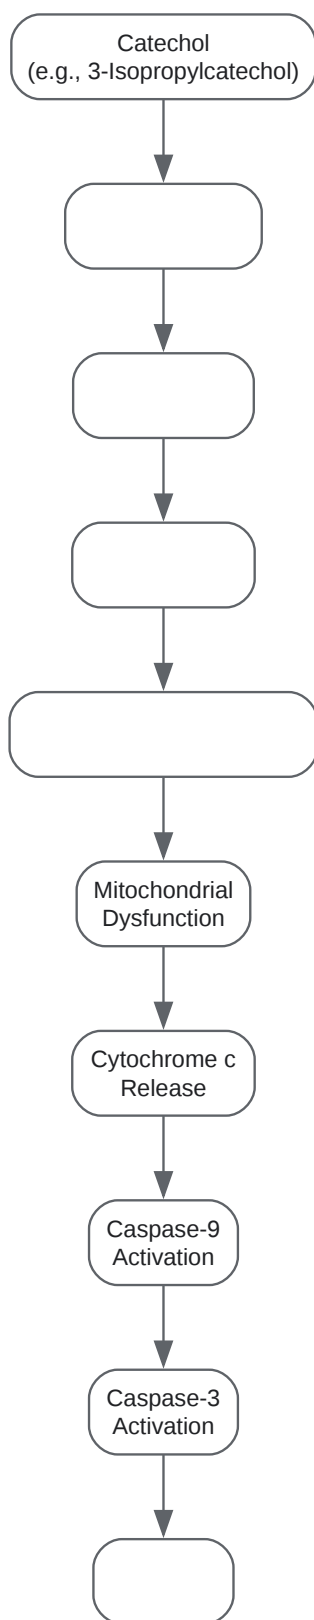 Catechol
(e.g., 3-Isopropylcatechol)
Mitochondrial
Dysfunction
Cytochrome c
Release
Caspase-9
Activation
Caspase-3
Activation